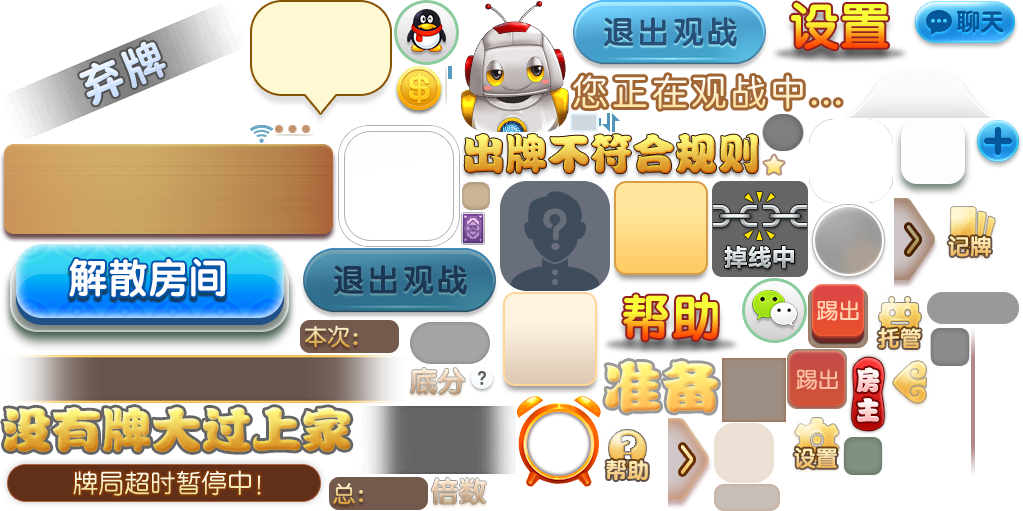 弃牌
$
退出观战
设置
聊天
您正在观战中...
出牌不符合规则
?
掉线中
记牌
解散房间
退出观战
帮助
踢出
托管
本次：
底分
?
准备
踢出
房主
没有牌大过上家
?
帮助
设置
牌局超时暂停中！
总：
倍数